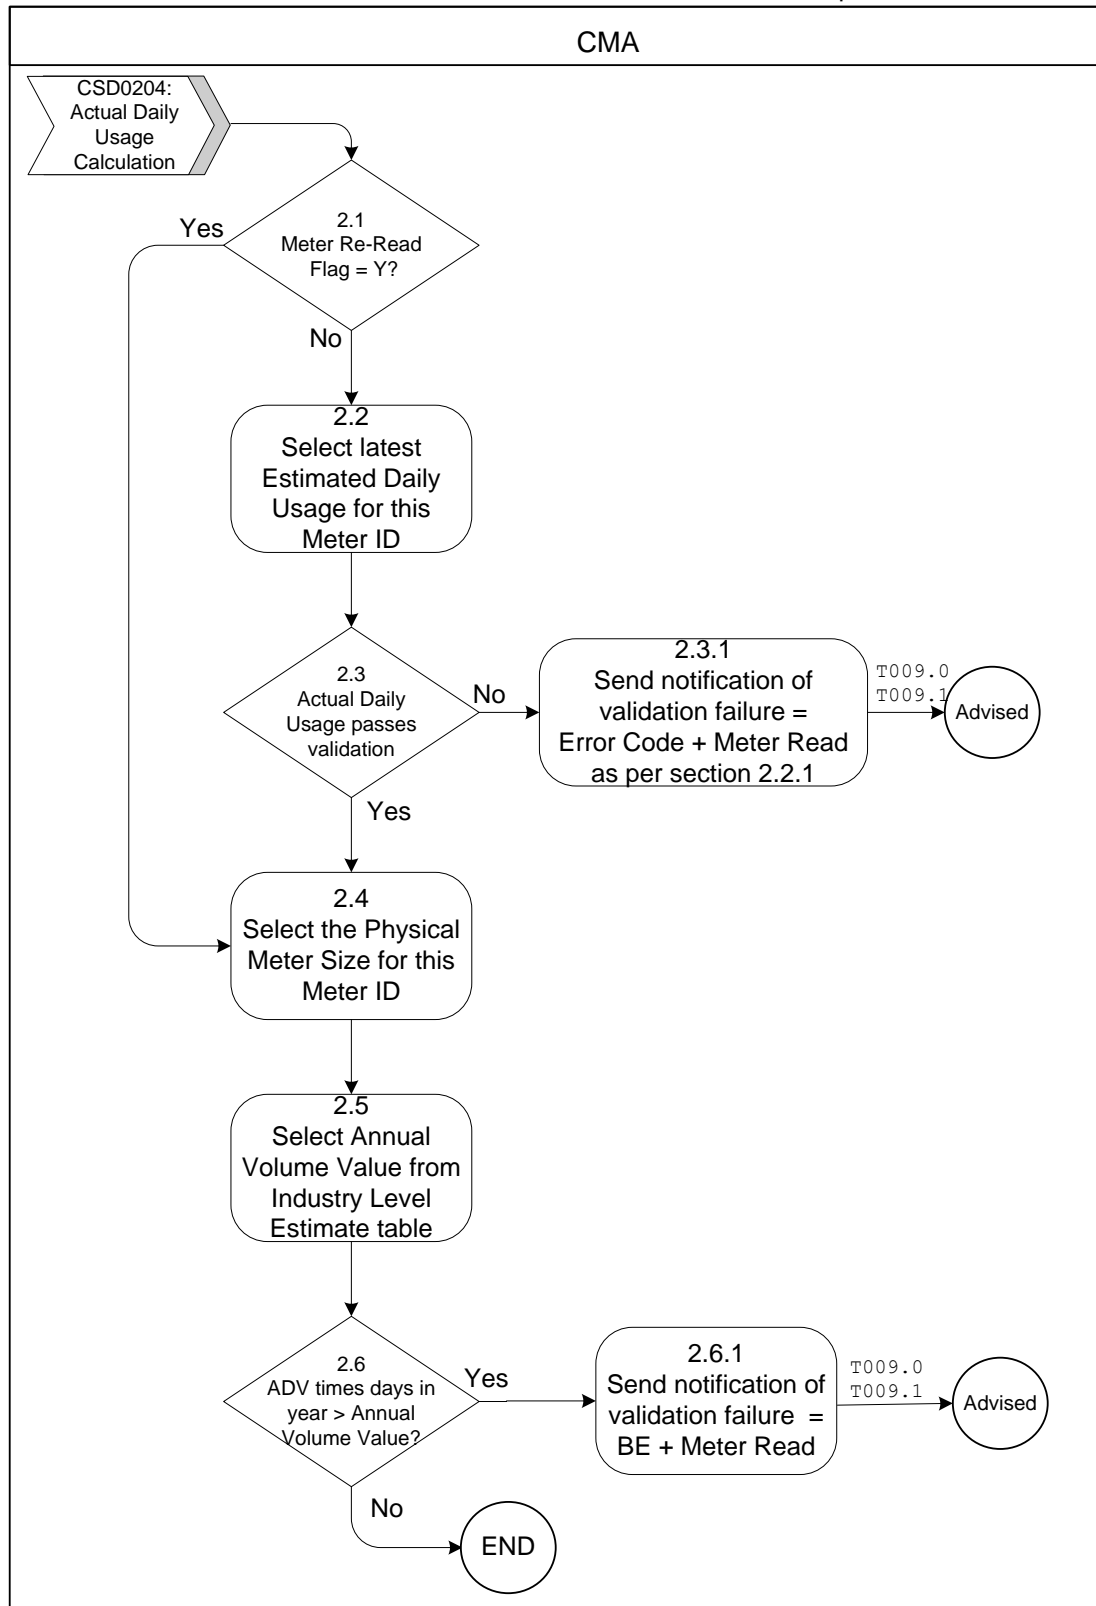 CMA
CSD0204:
Actual Daily
Usage
Calculation
Yes
2.1
Meter Re-Read
Flag = Y?
No
2.2
Select latest
Estimated Daily
Usage for this
Meter ID
2.3
Actual Daily
Usage passes
validation
No
2.3.1
Send notification of
validation failure =
Error Code + Meter Read
as per section 2.2.1
T009.0
T009.1
Advised
Yes
2.4
Select the Physical
Meter Size for this
Meter ID
2.5
Select Annual
Volume Value from
Industry Level
Estimate table
2.6
ADV times days in
year > Annual
Volume Value?
Yes
2.6.1
Send notification of
validation failure =
BE + Meter Read
T009.0
T009.1
Advised
No
END